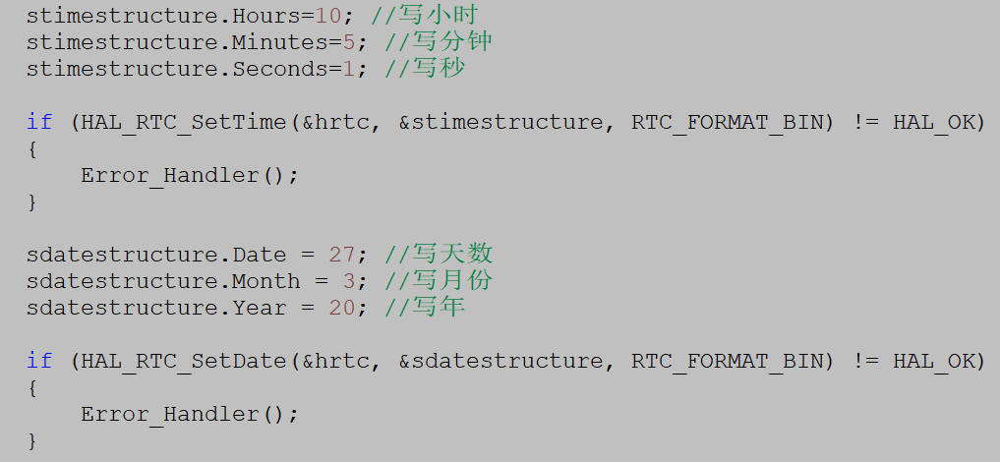 stimestructure.Hours=10; //写小时
stimestructure.Minutes=5; //写分钟
stimestructure.Seconds=1; //写秒
if (HAL_RTC_SetTime(&hrtc, &stimestructure, RTC_FORMAT_BIN) != HAL_OK)
{
Error_Handler();
}
sdatestructure.Date = 27; //写天数
sdatestructure.Month = 3; //写月份
sdatestructure.Year = 20; //写年
if (HAL_RTC_SetDate(&hrtc, &sdatestructure, RTC_FORMAT_BIN) != HAL_OK)
{
Error_Handler();
}